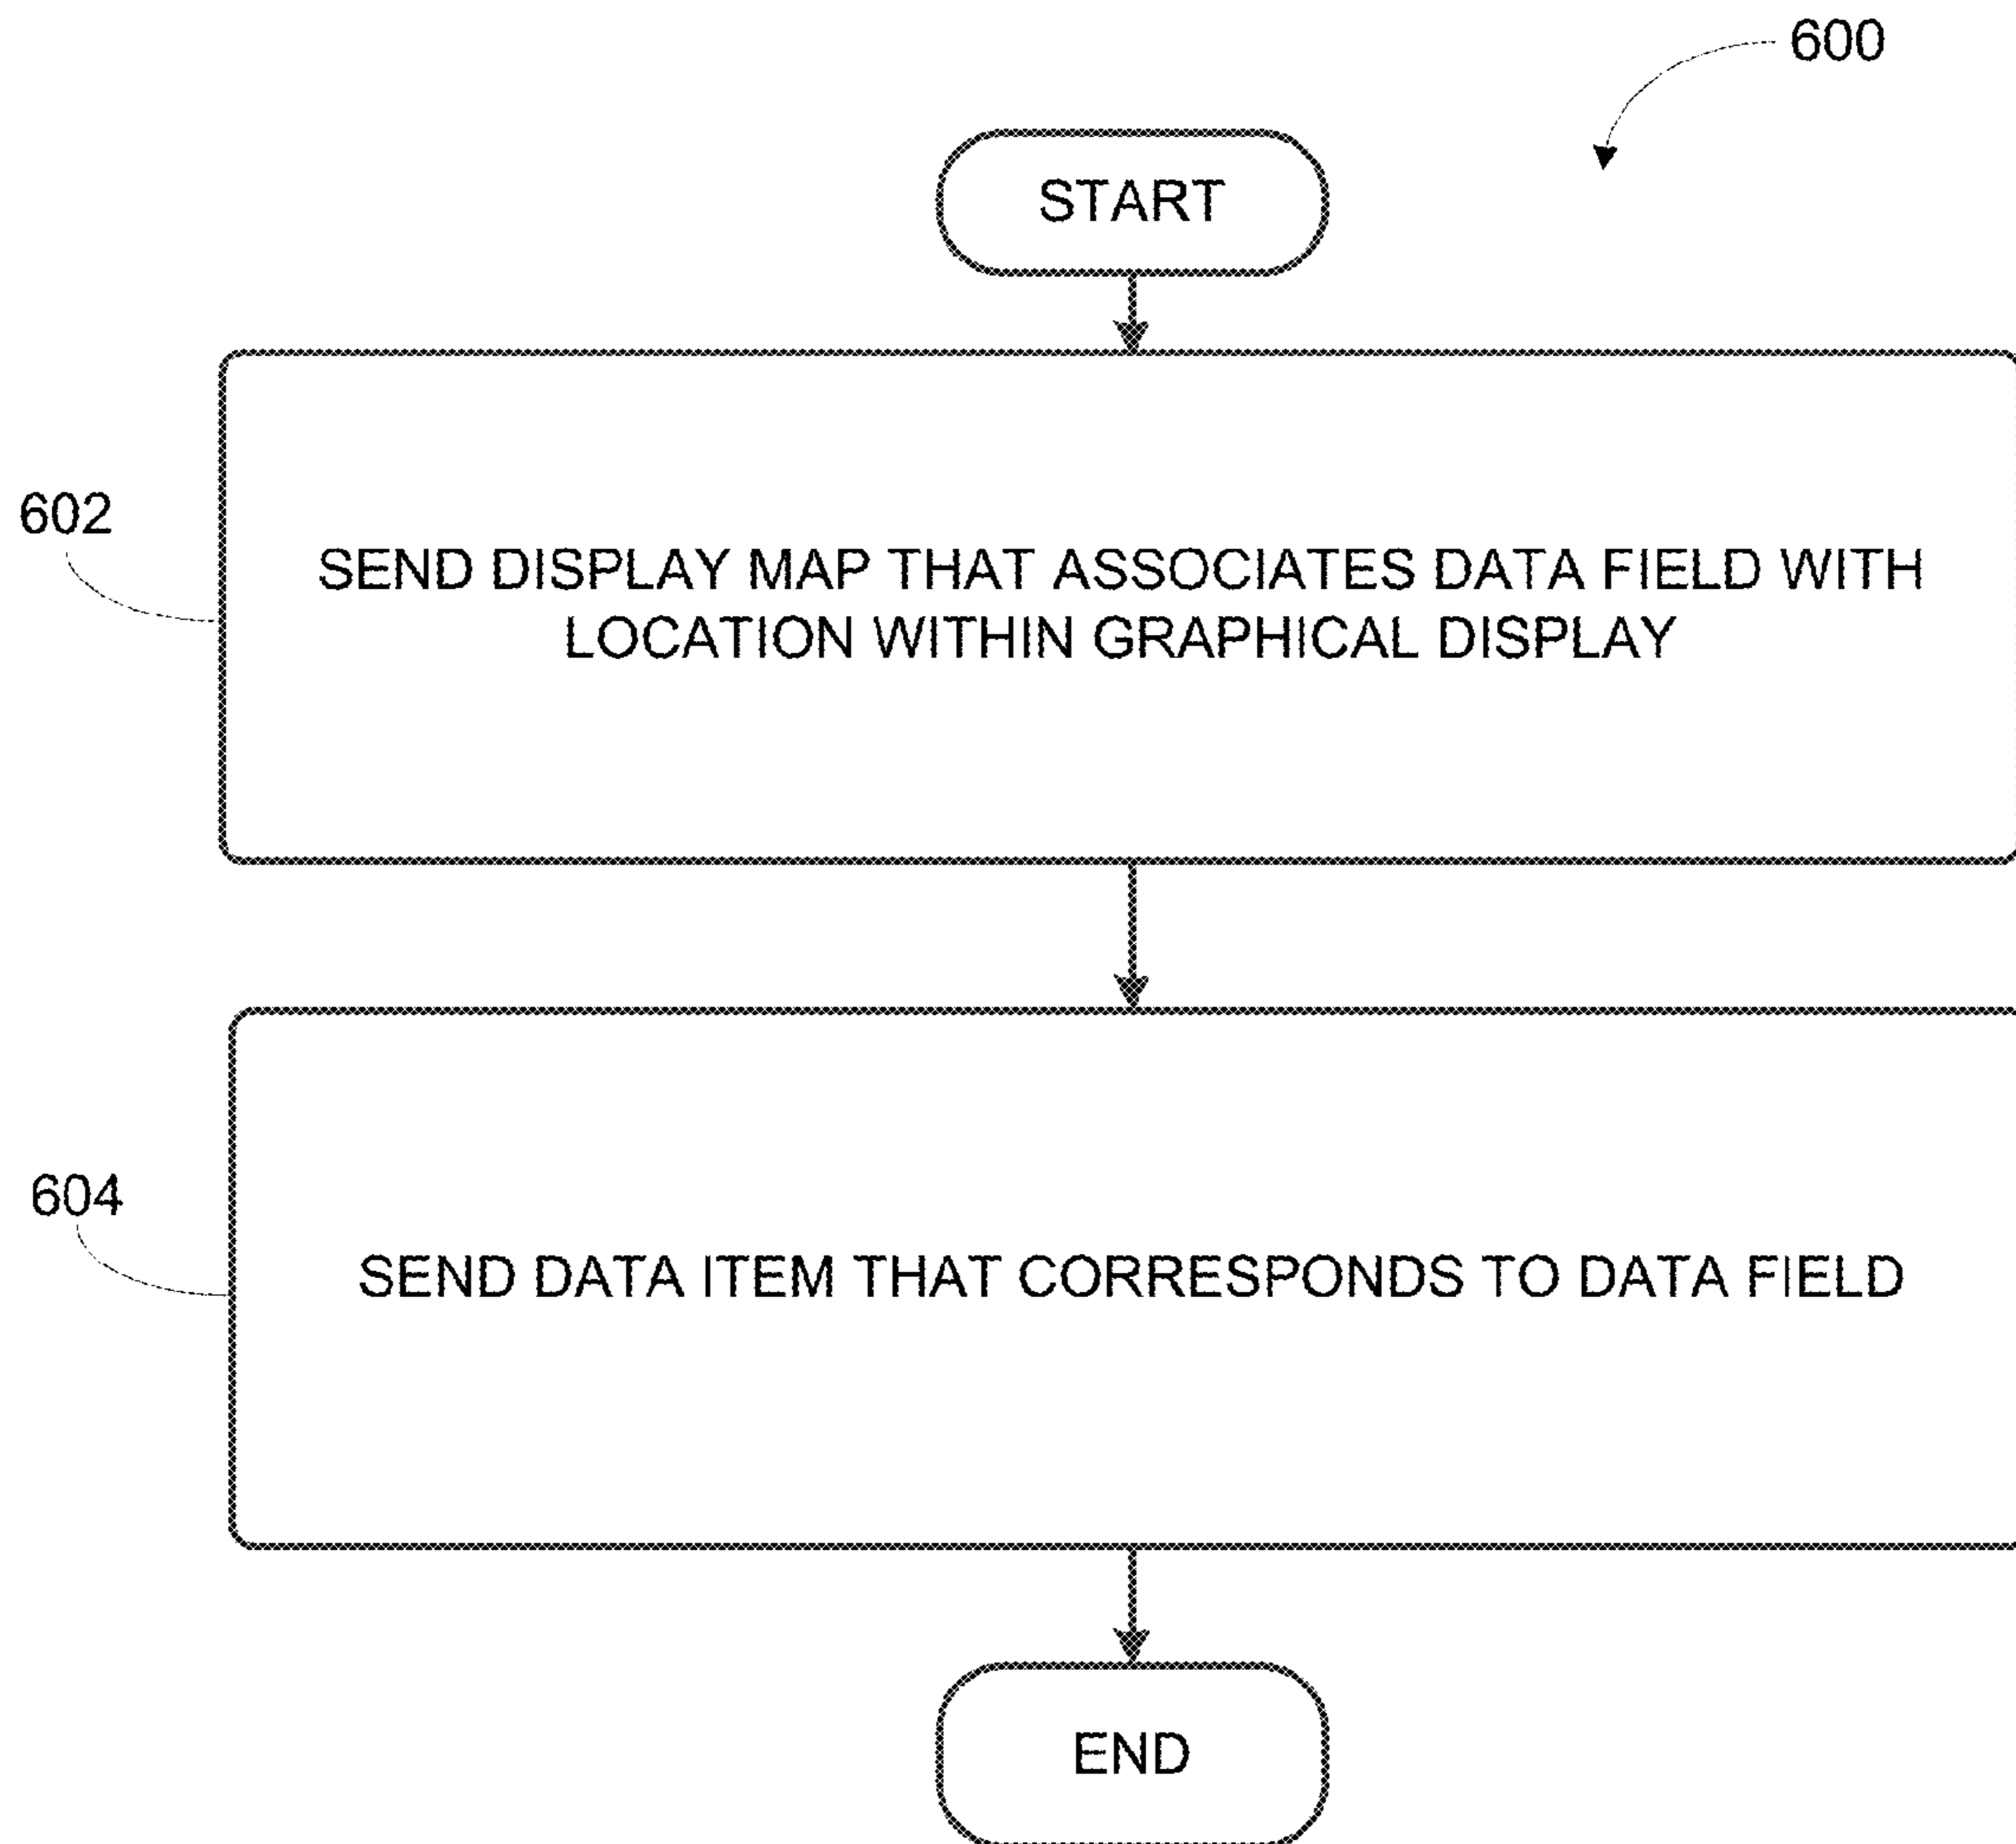 600
START
602
SEND DISPLAY MAP THAT ASSOCIATES DATA FIELD WITH
LOCATION WITHIN GRAPHICAL DISPLAY
604
SEND DATA ITEM THAT CORRESPONDS TO DATA FIELD
END